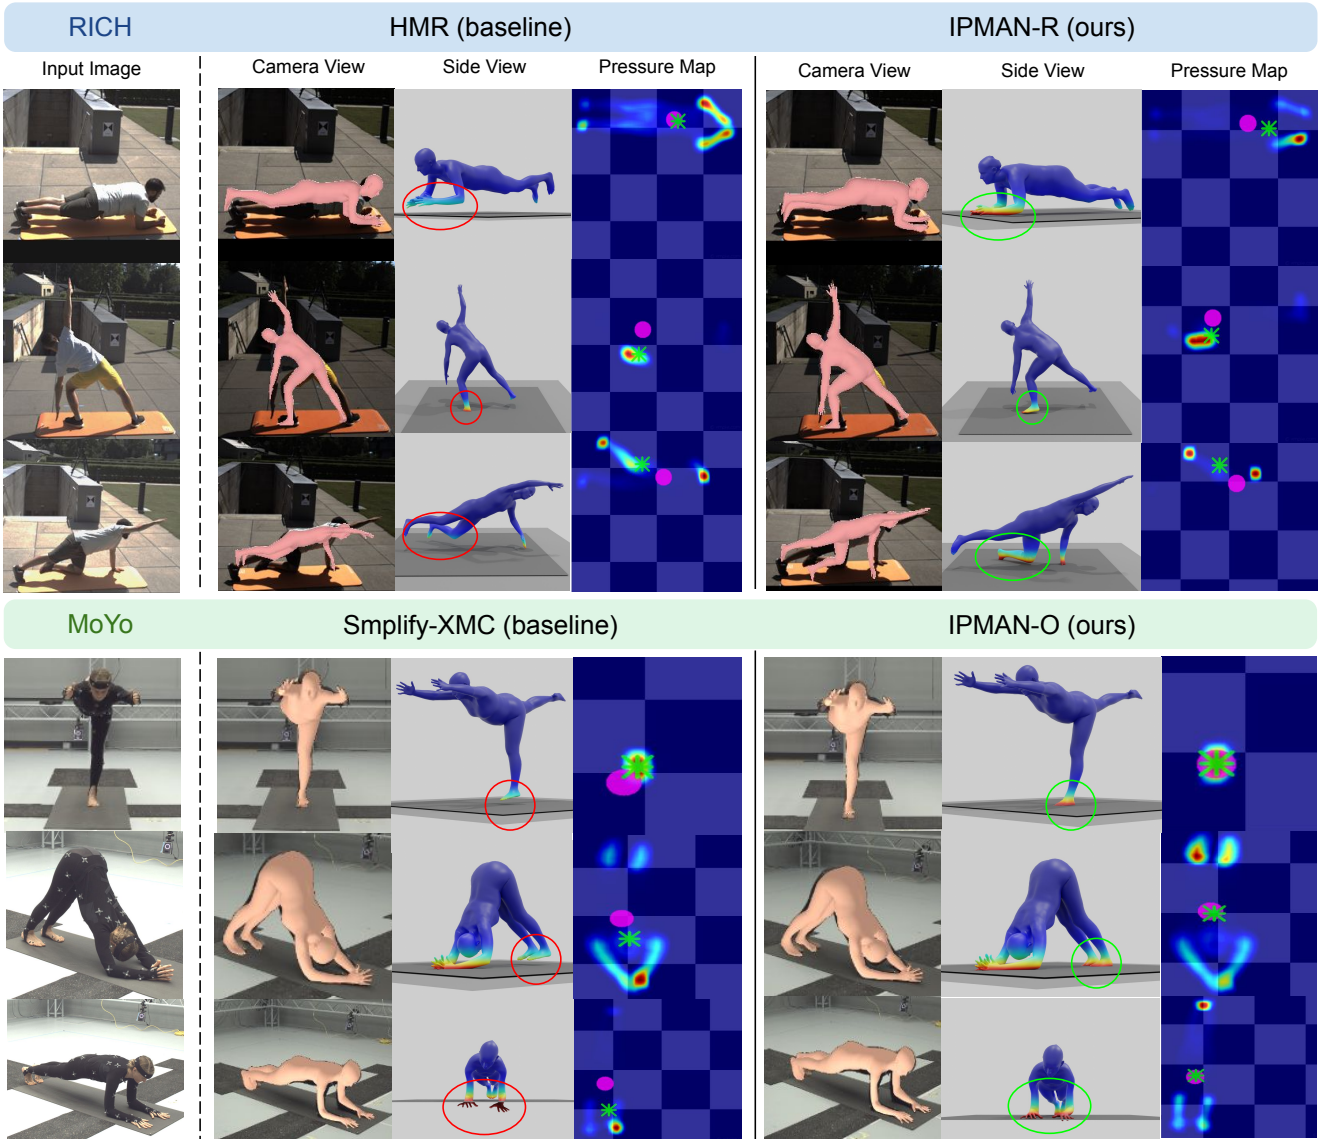 RICH HMR (baseline) IPMAN-R (ours)
Input Image Camera View Side View Pressure Map Camera View Side View Pressure Map
MoYo Smplify-XMC (baseline) IPMAN-O (ours)